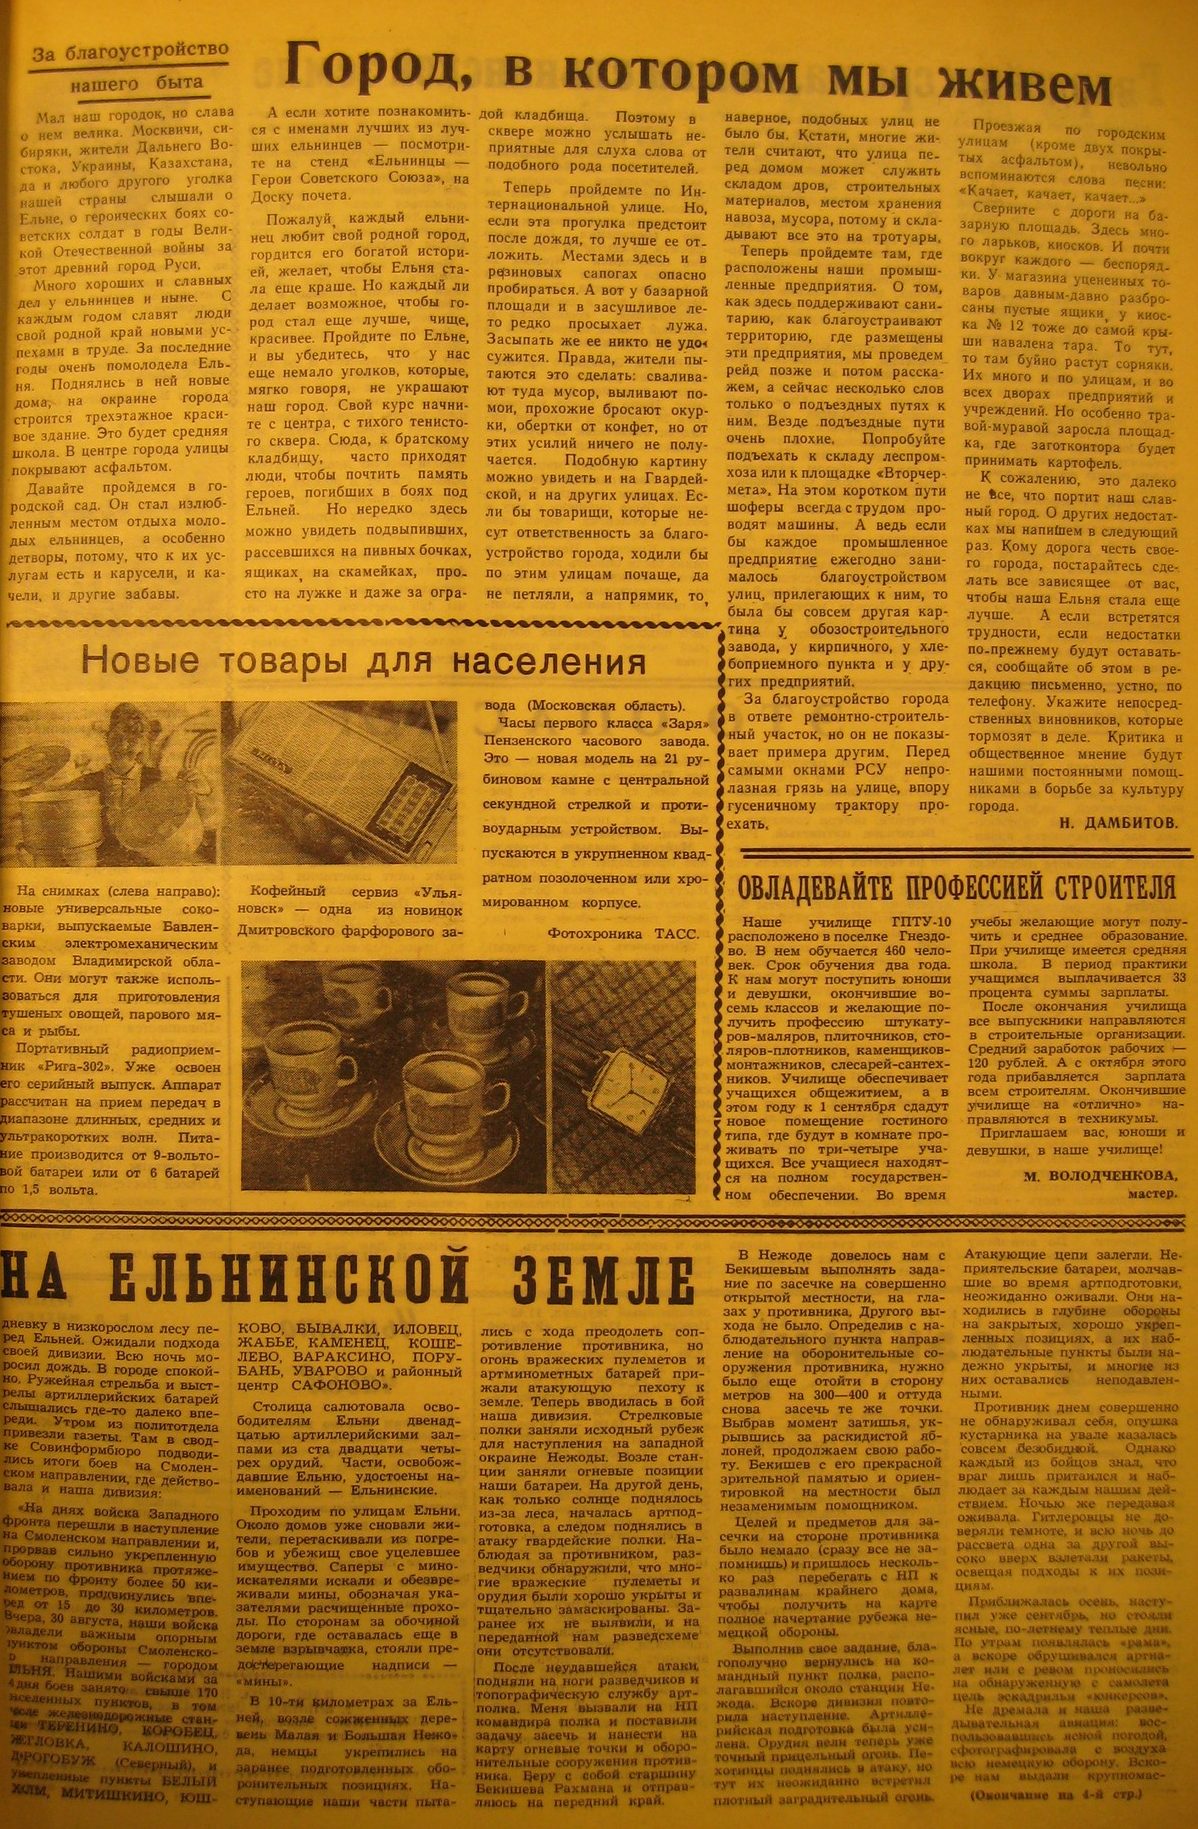 За благоустройство
нашего быта
Город, в котором мы живем
Мал наш городок, но слава
о нем велика. Москвичи, си-
биряки, жители Дальнего Во-
стока, Украины, Казахстана,
да и любого другого уголка
нашей страны слышали о
Ельне, о героических боях со-
ветских солдат в годы Вели-
кой Отечественной войны за
этот древний город Руси.
Много хороших и славных
дел у ельнинцев и ныне. С
каждым годом славят люди
свой родной край новыми ус-
пехами в труде. За последние
годы очень помолодела Ель-
ня. Поднялись в ней новые
дома, на окраине города
строится трехэтажное краси-
вое здание. Это будет средняя
школа. В центре города улицы
покрывают асфальтом.
Давайте пройдемся в го-
родской сад. Он стал излюб-
ленным местом отдыха моло-
дых ельнинцев, а особенно
детворы, потому, что к их ус-
лугам есть и карусели, и ка-
чели, и другие забавы.
А если хотите познакомить-
ся с именами лучших из луч-
ших ельнинцев — посмотри-
те на стенд «Ельнинцы —
Герои Советского Союза», на
Доску почета.
Пожалуй, каждый ельни-
нец любит свой родной город,
гордится его богатой истори-
ей, желает, чтобы Ельня ста-
ла еще краше. Но каждый ли
делает возможное, чтобы го-
род стал еще лучше, чище,
красивее. Пройдите по Ельне,
и вы убедитесь, что у нас
еще немало уголков, которые,
мягко говоря, не украшают
наш город. Свой курс начни-
те с центра, с тихого тенисто-
го сквера. Сюда, к братскому
кладбищу, часто приходят
люди, чтобы почтить память
героев, погибших в боях под
Ельней. Но нередко здесь
можно увидеть подвыпивших,
рассевшихся на пивных бочках,
ящиках, на скамейках, про-
сто на лужке и даже за огра-
дой кладбища. Поэтому в
сквере можно услышать не-
приятные для слуха слова от
подобного рода посетителей.
Теперь пройдемте по Ин-
тернациональной улице. Но,
если эта прогулка предстоит
после дождя, то лучше ее от-
ложить. Местами здесь и в
резиновых сапогах опасно
пробираться. А вот у базарной
площади и в засушливое ле-
то редко просыхает лужа.
Засыпать же ее никто не удо-
сужится. Правда, жители пы-
таются это сделать: свалива-
ют туда мусор, выливают по-
мои, прохожие бросают окур-
ки, обертки от конфет, но от
этих усилий ничего не полу-
чается. Подобную картину
можно увидеть и на Гвардей-
ской, и на других улицах. Ес-
ли бы товарищи, которые не-
сут ответственность за благо-
устройство города, ходили бы
по этим улицам почаще, да
не петляли, а напрямик, то,
наверное, подобных улиц не
было бы. Кстати, многие жи-
тели считают, что улица пе-
ред домом может служить
складом дров, строительных
материалов, местом хранения
навоза, мусора, потому и скла-
дывают все это на тротуары.
Теперь пройдемте там, где
расположены наши промыш-
ленные предприятия. О том,
как здесь поддерживают сани-
тарию, как благоустраивают
территорию, где размещены
эти предприятия, мы проведем
рейд позже и потом расска-
жем, а сейчас несколько слов
только о подъездных путях к
ним. Везде подъездные пути
очень плохие. Попробуйте
подъехать к складу леспром-
хоза или к площадке «Вторчер-
мета». На этом коротком пути
шоферы всегда с трудом про-
водят машины. А ведь если
бы каждое промышленное
предприятие ежегодно зани-
малось благоустройством
улиц, прилегающих к ним, то
была бы совсем другая кар-
тина у обозостроительного
завода, у кирпичного, у хле-
боприемного пункта и у дру-
гих предприятий.
За благоустройство города
в ответе ремонтно-строитель-
ный участок, но он не показы-
вает примера другим. Перед
самыми окнами РСУ непро-
лазная грязь на улице, впору
гусеничному трактору про-
ехать.
Проезжая по городским
улицам (кроме двух покры-
тых асфальтом), невольно
вспоминаются слова песни:
«Качает, качает, качает...»
Сверните с дороги на ба-
зарную площадь. Здесь мно-
го ларьков, киосков. И почти
вокруг каждого — беспоряд-
ки. У магазина уцененных то-
варов давным-давно разбро-
саны пустые ящики, у киос-
ка № 12 тоже до самой кры-
ши навалена тара. То тут,
то там буйно растут сорняки.
Их много и по улицам, и во
всех дворах предприятий и
учреждений. Но особенно тра-
вой-муравой заросла площад-
ка, где заготконтора будет
принимать картофель.
К сожалению, это далеко
не все, что портит наш слав-
ный город. О других недостат-
ках мы напишем в следующий
раз. Кому дорога честь свое-
го города, постарайтесь сде-
лать все зависящее от вас,
чтобы наша Ельня стала еще
лучше. А если встретятся
трудности, если недостатки
по-прежнему будут оставать-
ся, сообщайте об этом в ре-
дакцию письменно, устно, по
телефону. Укажите непосред-
ственных виновников, которые
тормозят в деле. Критика и
общественное мнение будут
нашими постоянными помощ-
никами в борьбе за культуру
города.
Н. ДАМБИТОВ.
Новые товары для населения
На снимках (слева направо):
новые универсальные соко-
варки, выпускаемые Бавлен-
ским электромеханическим
заводом Владимирской обла-
сти. Они могут также исполь-
зоваться для приготовления
тушеных овощей, парового мя-
са и рыбы.
Портативный радиоприем-
ник «Рига-302». Уже освоен
его серийный выпуск. Аппарат
рассчитан на прием передач в
диапазоне длинных, средних и
ультракоротких волн. Пита-
ние производится от 9-вольто-
вой батареи или от 6 батарей
по 1,5 вольта.
Кофейный сервиз «Улья-
новск» — одна из новинок
Дмитровского фарфорового за-
вода (Московская область).
Часы первого класса «Заря»
Пензенского часового завода.
Это — новая модель на 21 ру-
биновом камне с центральной
секундной стрелкой и проти-
воударным устройством. Вы-
пускаются в укрупненном квад-
ратном позолоченном или хро-
мированном корпусе.
Фотохроника ТАСС.
ОВЛАДЕВАЙТЕ ПРОФЕССИЕЙ СТРОИТЕЛЯ
Наше училище ГПТУ-10
расположено в поселке Гнездо-
во. В нем обучается 460 чело-
век. Срок обучения два года.
К нам могут поступить юноши
и девушки, окончившие во-
семь классов и желающие по-
лучить профессию штукату-
ров-маляров, плиточников, сто-
ляров-плотников, каменщиков-
монтажников, слесарей-сантех-
ников. Училище обеспечивает
учащихся общежитием, а в
этом году к 1 сентября сдадут
новое помещение гостиного
типа, где будут в комнате про-
живать по три-четыре уча-
щихся. Все учащиеся находят-
ся на полном государствен-
ном обеспечении. Во время
учебы желающие могут полу-
чить и среднее образование.
При училище имеется средняя
школа. В период практики
учащимся выплачивается 33
процента суммы зарплаты.
После окончания училища
все выпускники направляются
в строительные организации.
Средний заработок рабочих —
120 рублей. А с октября этого
года прибавляется зарплата
всем строителям. Окончившие
училище на «отлично» на-
правляются в техникумы.
Приглашаем вас, юноши и
девушки, в наше училище!
М. ВОЛОДЧЕНКОВА,
мастер.
НА ЕЛЬНИНСКОЙ ЗЕМЛЕ
дневку в низкорослом лесу пе-
ред Ельней. Ожидали подхода
своей дивизии. Всю ночь мо-
росил дождь. В городе спокой-
но. Ружейная стрельба и выст-
релы артиллерийских батарей
слышались где-то далеко впе-
реди. Утром из политотдела
привезли газеты. Там в свод-
ке Совинформбюро подводи-
лись итоги боев на Смолен-
ском направлении, где действо-
вала и наша дивизия:
«На днях войска Западного
фронта перешли в наступление
на Смоленском направлении и,
прорвав сильно укрепленную
оборону противника протяже-
нием по фронту более 50 ки-
лометров, продвинулись впе-
ред от 15 до 30 километров.
Вчера, 30 августа, наши войска
овладели важным опорным
пунктом обороны Смоленско-
го направления — городом
ЕЛЬНЯ. Нашими войсками за
4 дня боев занято свыше 170
населенных пунктов, в том
числе железнодорожные стан-
ции ТЕРЕНИНО, КОРОБЕЦ,
ЖЕГЛОВКА, КАЛОШИНО,
ДОРОГОБУЖ (Северный), и
укрепленные пункты БЕЛЫЙ
ХОЛМ, МИТИШКИНО, ЮШ-
КОВО, БЫВАЛКИ, ИЛОВЕЦ,
ЖАБЬЕ, КАМЕНЕЦ, КОШЕ-
ЛЕВО, ВАРАКСИНО, ПОРУ-
БАНЬ, УВАРОВО и районный
центр САФОНОВО».
Столица салютовала осво-
бодителям Ельни двенад-
цатью артиллерийскими зал-
пами из ста двадцати четы-
рех орудий. Части, освобож-
давшие Ельню, удостоены на-
именований — Ельнинские.
Проходим по улицам Ельни.
Около домов уже сновали жи-
тели, перетаскивали из погре-
бов и убежищ свое уцелевшее
имущество. Саперы с мино-
искателями искали и обезвре-
живали мины, обозначая ука-
зателями расчищенные прохо-
ды. По сторонам за обочиной
дороги, где оставалась еще в
земле взрывчатка, стояли пре-
достерегающие надписи —
«мины».
В 10-ти километрах за Ель-
ней, возле сожженных дере-
вень Малая и Большая Нежо-
да, немцы укрепились на
заранее подготовленных обо-
ронительных позициях. На-
ступающие наши части пыта-
лись с хода преодолеть соп-
ротивление противника, но
огонь вражеских пулеметов и
артминометных батарей при-
жали атакующую пехоту к
земле. Теперь вводилась в бой
наша дивизия. Стрелковые
полки заняли исходный рубеж
для наступления на западной
окраине Нежоды. Возле стан-
ции заняли огневые позиции
наши батареи. На другой день,
как только солнце поднялось
из-за леса, началась артпод-
готовка, а следом поднялись в
атаку гвардейские полки. На-
блюдая за противником, раз-
ведчики обнаружили, что мно-
гие вражеские пулеметы и
орудия были хорошо укрыты и
тщательно замаскированы. За-
ранее их не выявили, и на
переданной нам разведсхеме
они отсутствовали.
После неудавшейся атаки,
подняли на ноги разведчиков и
топографическую службу арт-
полка. Меня вызвали на НП
командира полка и поставили
задачу засечь и нанести на
карту огневые точки и оборо-
нительные сооружения против-
ника. Беру с собой старшину
Бекишева Рахмана и отправ-
ляюсь на передний край.
В Нежоде довелось нам с
Бекишевым выполнять зада-
ние по засечке на совершенно
открытой местности, на гла-
зах у противника. Другого вы-
хода не было. Определив с на-
блюдательного пункта направ-
ление на оборонительные со-
оружения противника, нужно
было еще отойти в сторону
метров на 300—400 и оттуда
снова засечь те же точки.
Выбрав момент затишья, ук-
рывшись за раскидистой яб-
лоней, продолжаем свою рабо-
ту. Бекишев с его прекрасной
зрительной памятью и ориен-
тировкой на местности был
незаменимым помощником.
Целей и предметов для за-
сечки на стороне противника
было немало (сразу все не за-
помнишь) и пришлось несколь-
ко раз перебегать с НП к
развалинам крайнего дома,
чтобы получить на карте
полное начертание рубежа не-
мецкой обороны.
Выполнив свое задание, бла-
гополучно вернулись на ко-
мандный пункт полка, распо-
лагавшийся около станции Не-
жода. Вскоре дивизия повто-
рила наступление. Артилле-
рийская подготовка была уси-
лена. Орудия вели теперь уже
точный прицельный огонь. Пе-
хотинцы поднялись в атаку, но
тут их неожиданно встретил
плотный заградительный огонь.
Атакующие цепи залегли. Не-
приятельские батареи, молчав-
шие во время артподготовки,
неожиданно оживали. Они на-
ходились в глубине обороны
на закрытых, хорошо укреп-
ленных позициях, а их наб-
людательные пункты были на-
дежно укрыты, и многие из
них оставались неподавлен-
ными.
Противник днем совершенно
не обнаруживал себя, опушка
кустарника на увале казалась
совсем безобидной. Однако
каждый из бойцов знал, что
враг лишь притаился и наб-
людает за каждым нашим дей-
ствием. Ночью же передавая
оживала. Гитлеровцы не до-
веряли темноте, и всю ночь до
рассвета одна за другой вы-
соко вверх взлетали ракеты,
освещая подходы к их пози-
циям.
Приближалась осень, насту-
пил уже сентябрь, но стояли
ясные, по-летнему теплые дни.
По утрам появлялась «рама»,
а вскоре обрушивался артна-
лет или с ревом проносились
на обнаруженную с самолета
цель эскадрильи «юнкерсов».
Не дремала и наша разве-
дывательная авиация: вос-
пользовавшись ясной погодой,
сфотографировала с воздуха
всю немецкую оборону. Вско-
ре нам выдали крупномас-
(Окончание на 4-й стр.)